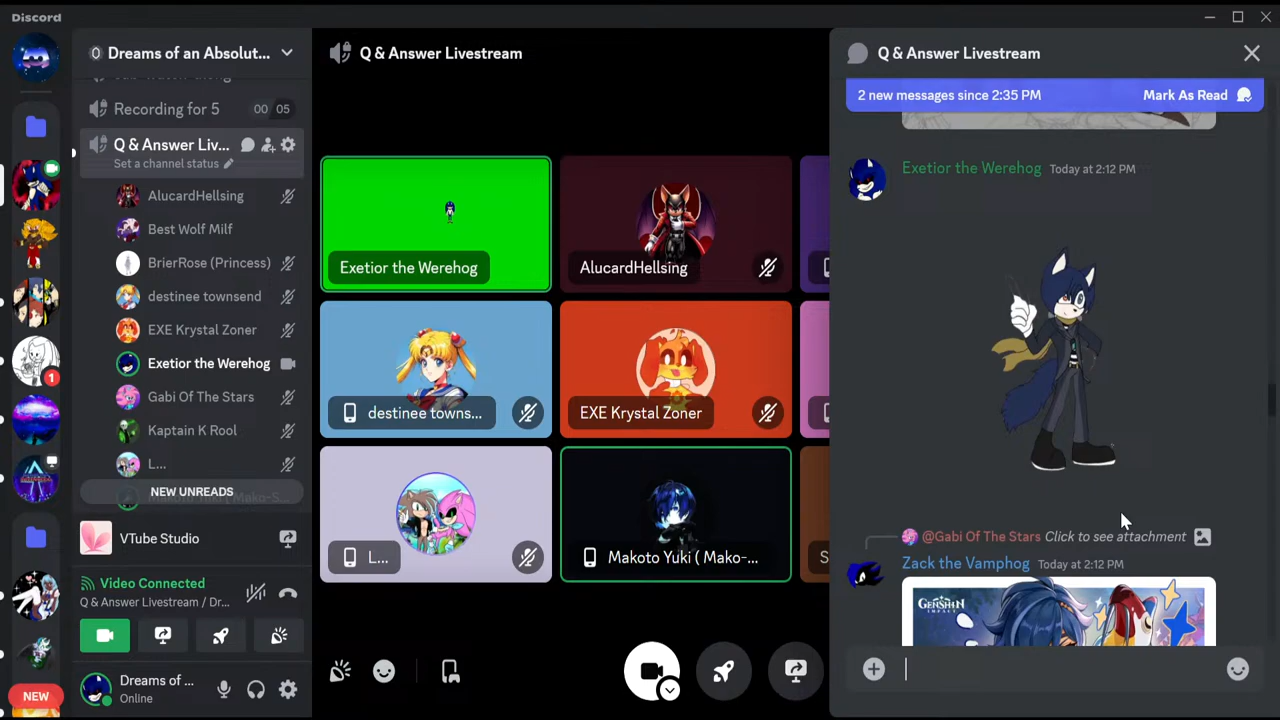 Discord
Dreams of an Absolut...
Recording for 5
00 05
Q & Answer Liv...
Set a channel status
AlucardHellsing
Best Wolf Milf
BrierRose (Princess)
destinee townsend
EXE Krystal Zoner
Exetior the Werehog
Gabi Of The Stars
Kaptain K Rool
L...
NEW UNREADS
VTube Studio
Video Connected
Q & Answer Livestream / Dr...
Dreams of ...
Online
1
NEW
Q & Answer Livestream
Exetior the Werehog
AlucardHellsing
destinee towns...
EXE Krystal Zoner
L...
Makoto Yuki ( Mako-...
S
Q & Answer Livestream
2 new messages since 2:35 PM
Mark As Read
Exetior the Werehog Today at 2:12 PM
@Gabi Of The Stars Click to see attachment
Zack the Vamphog Today at 2:12 PM
GENSHIN
IMPACT